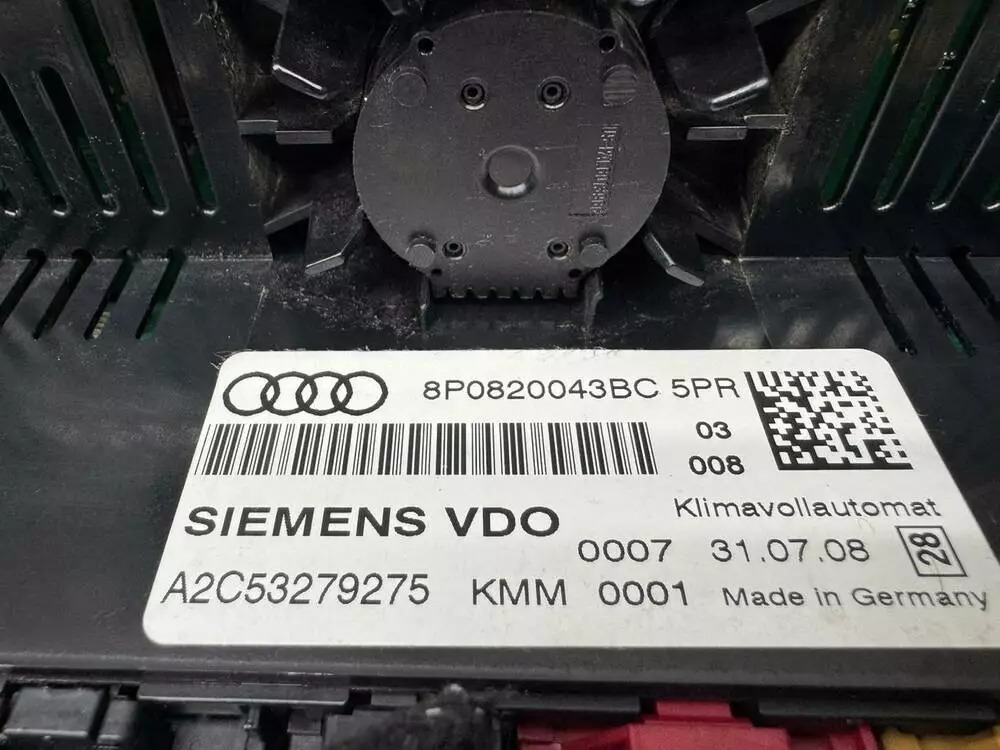 8P0820043BC 5PR
03
008
SIEMENS VDO
Klimavollautomat
0007 31.07.08 28
A2C53279275 KMM 0001 Made in Germany